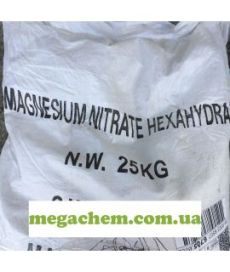 MAGNESIUM NITRATE HEXAHYDRA
N.W. 25KG
megachem.com.ua